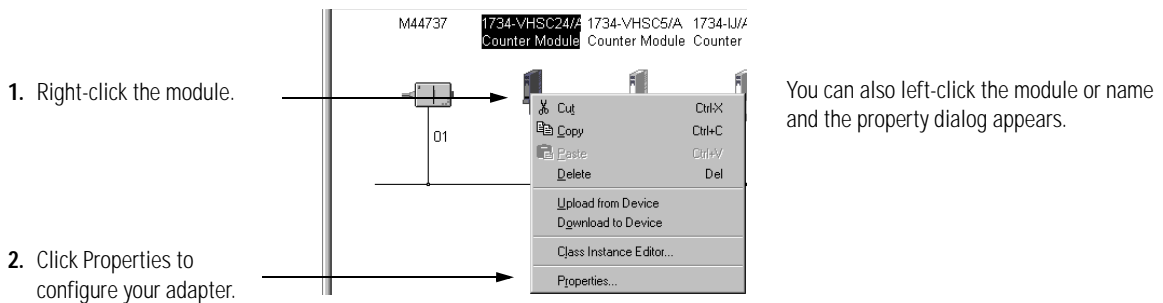 M44737
1734-VHSC24/A 1734-VHSC5/A 1734-IJ/A
Counter Module Counter Module Counter
1. Right-click the module.
You can also left-click the module or name
and the property dialog appears.
01
Cut Ctrl+X
Copy Ctrl+C
Paste Ctrl+V
Delete Del
Upload from Device
Download to Device
Class Instance Editor...
Properties...
2. Click Properties to
configure your adapter.